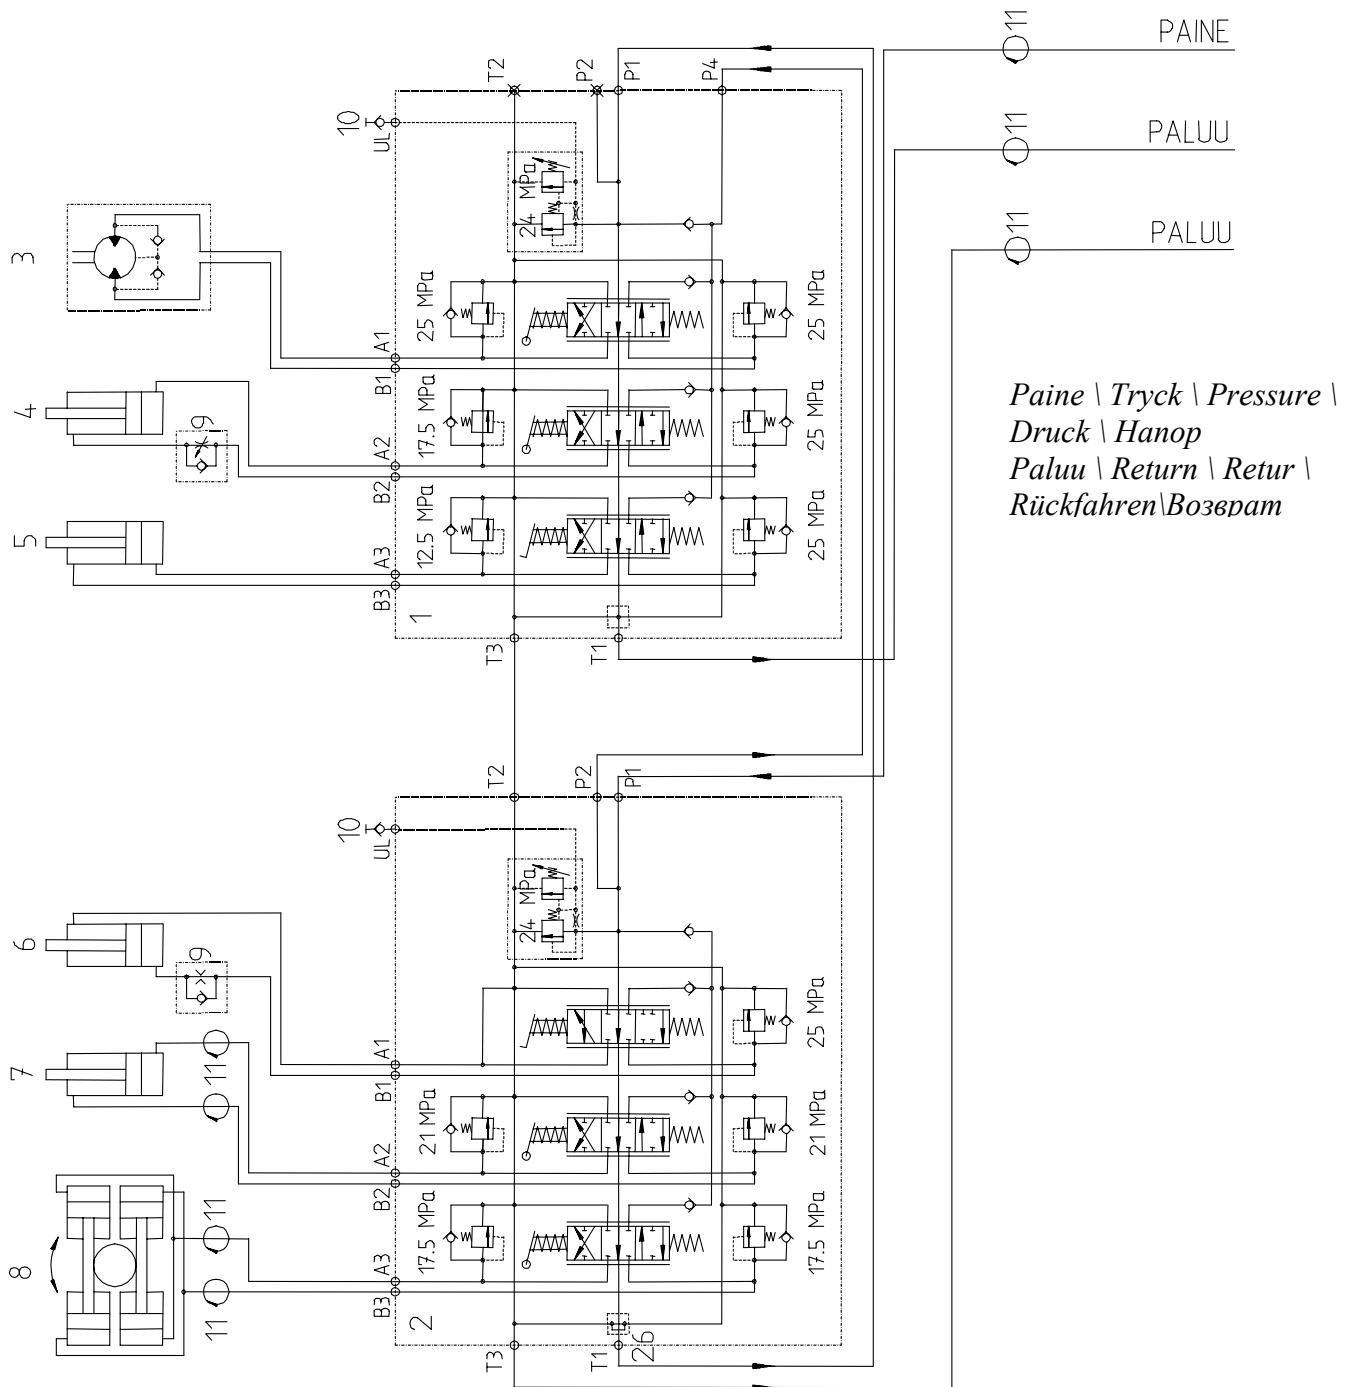 PAINE
11
PALUU
11
PALUU
11
T2
P2
P1
P4
10
UL
24 MPa
3
25 MPa
25 MPa
A1
B1
4
9
17.5 MPa
25 MPa
A2
B2
5
12.5 MPa
25 MPa
A3
B3
1
T3
T1
Paine \ Tryck \ Pressure \
Druck \ Напор
Paluu \ Return \ Retur \
Rückfahren\Возврат
T2
P2
P1
10
UL
24 MPa
6
9
25 MPa
A1
B1
7
11
11
21 MPa
21 MPa
A2
B2
8
11
11
17.5 MPa
17.5 MPa
A3
B3
2
26
T3
T1